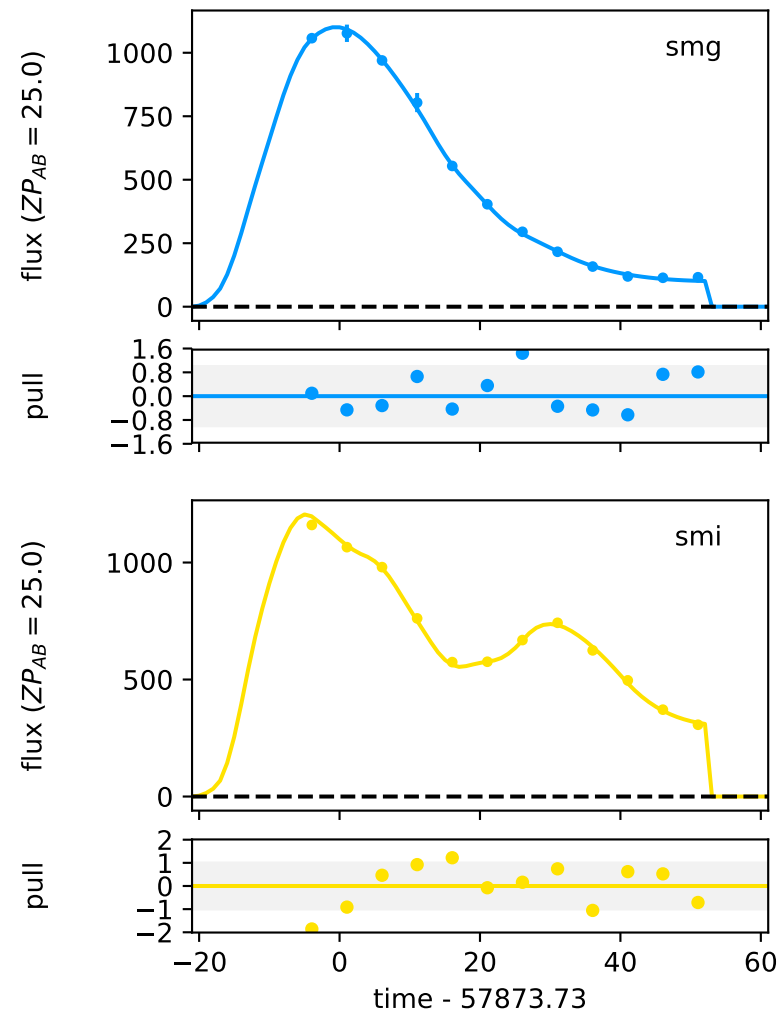 smg
flux (ZP_AB = 25.0)
1000
750
500
250
0
pull
1.6
0.8
0.0
−0.8
−1.6
smi
flux (ZP_AB = 25.0)
1000
500
0
pull
2
1
0
−1
−2
−20 0 20 40 60
time - 57873.73